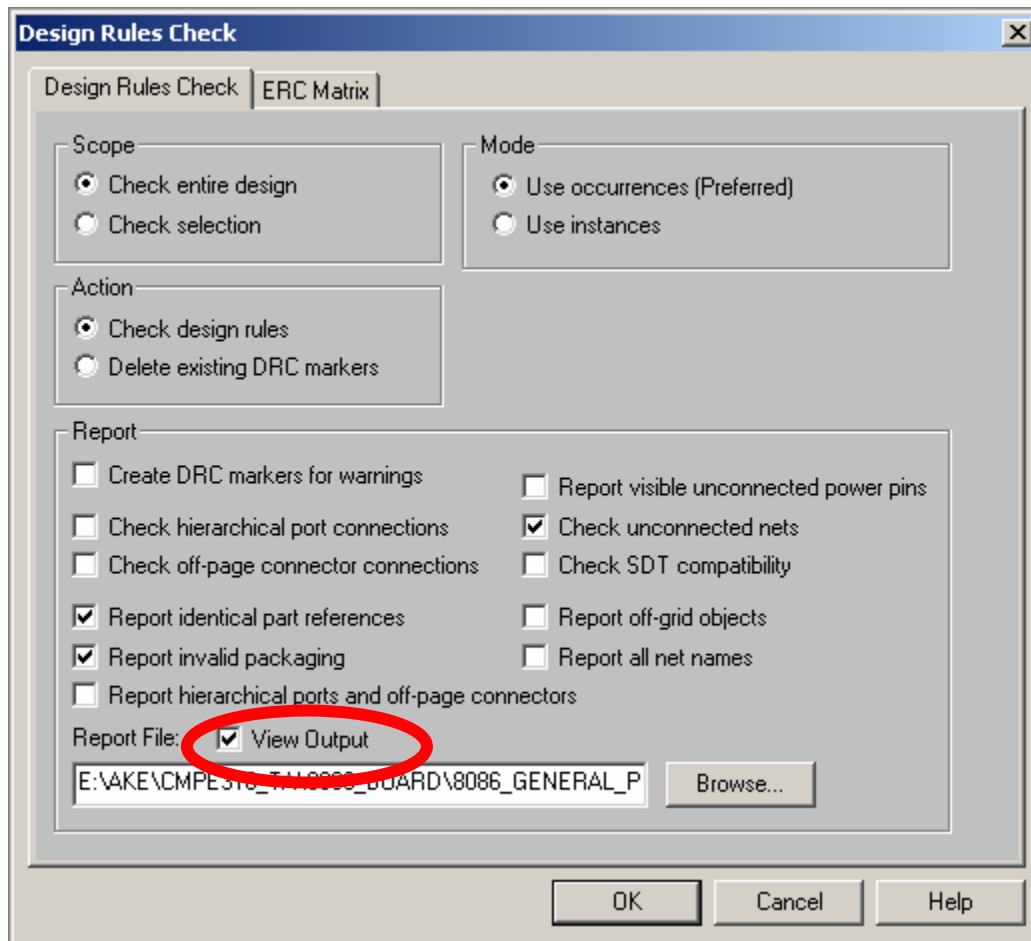 Design Rules Check
Design Rules Check ERC Matrix
Scope
Check entire design
Check selection
Mode
Use occurrences (Preferred)
Use instances
Action
Check design rules
Delete existing DRC markers
Report
Create DRC markers for warnings
Check hierarchical port connections
Check off-page connector connections
Report identical part references
Report invalid packaging
Report hierarchical ports and off-page connectors
Report visible unconnected power pins
Check unconnected nets
Check SDT compatibility
Report off-grid objects
Report all net names
Report File: View Output
Browse...
OK Cancel Help